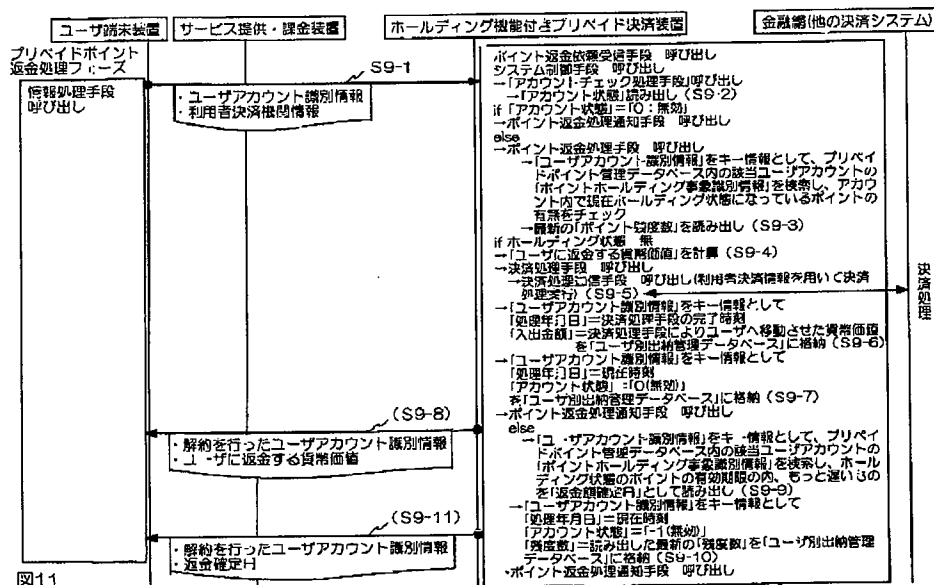 ユーザ端末装置
サービス提供・課金装置
ホールディング機能付きプリペイド決済装置
金融網(他の決済システム)
プリペイドポイント
返金処理フェーズ
情報処理手段
呼び出し
S9-1
・ユーザアカウント識別情報
・利用者決済機関情報
ポイント返金依頼受信手段 呼び出し
システム制御手段 呼び出し
→「アカウント・チェック処理手段」呼び出し
→「アカウント状態」読み出し (S9-2)
if「アカウント状態」=「0:無効」
→ポイント返金処理通知手段 呼び出し
else
→ポイント返金処理手段 呼び出し
→「ユーザアカウント識別情報」をキー情報として、プリペイ
ドポイント管理データベース内の該当ユーザアカウントの
「ポイントホールディング事象識別情報」を検索し、アカウ
ント内で現在ホールディング状態になっているポイントの
有無をチェック
→最新の「ポイント残度数」を読み出し (S9-3)
if ホールディング状態 無
→「ユーザに返金する貨幣価値」を計算 (S9-4)
→決済処理手段 呼び出し
→決済処理通信手段 呼び出し(利用者決済情報を用いて決済
処理実行) (S9-5)
決済処理
→「ユーザアカウント識別情報」をキー情報として
「処理年月日」=決済処理手段の完了時刻
「入出金額」=決済処理手段によりユーザへ移動させた貨幣価値
を「ユーザ別出納管理データベース」に格納 (S9-6)
→「ユーザアカウント識別情報」をキー情報として
「処理年月日」=現在時刻
「アカウント状態」=「0(無効)」
を「ユーザ別出納管理データベース」に格納 (S9-7)
→ポイント返金処理通知手段 呼び出し
(S9-8)
・解約を行ったユーザアカウント識別情報
・ユーザに返金する貨幣価値
else
→「ユーザアカウント識別情報」をキー情報として、プリペイ
ドポイント管理データベース内の該当ユーザアカウントの
「ポイントホールディング事象識別情報」を検索し、ホール
ディング状態のポイントの有効期限の内、もっと遅いもの
を「返金額確定日」として読み出し (S9-9)
→「ユーザアカウント識別情報」をキー情報として
「処理年月日」=現在時刻
「アカウント状態」=「-1(無効)」
「残度数」=読み出した最新の「残度数」を「ユーザ別出納管理
データベース」に格納 (S9-10)
・ポイント返金処理通知手段 呼び出し
(S9-11)
・解約を行ったユーザアカウント識別情報
・返金確定日
図11